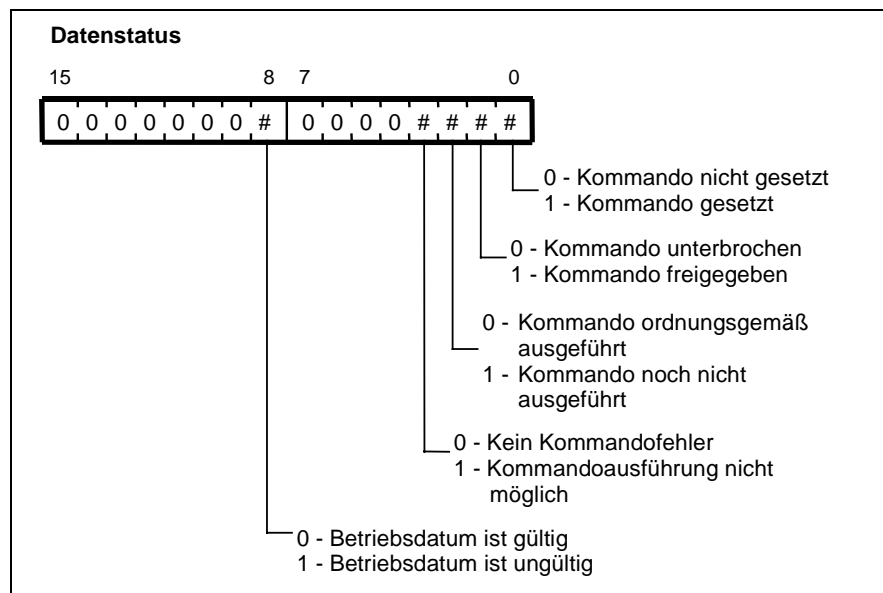 Datenstatus
15 8 7 0
0 0 0 0 0 0 0 # 0 0 0 0 # # # #
0 - Kommando nicht gesetzt
1 - Kommando gesetzt
0 - Kommando unterbrochen
1 - Kommando freigegeben
0 - Kommando ordnungsgemäß
ausgeführt
1 - Kommando noch nicht
ausgeführt
0 - Kein Kommandofehler
1 - Kommandoausführung nicht
möglich
0 - Betriebsdatum ist gültig
1 - Betriebsdatum ist ungültig